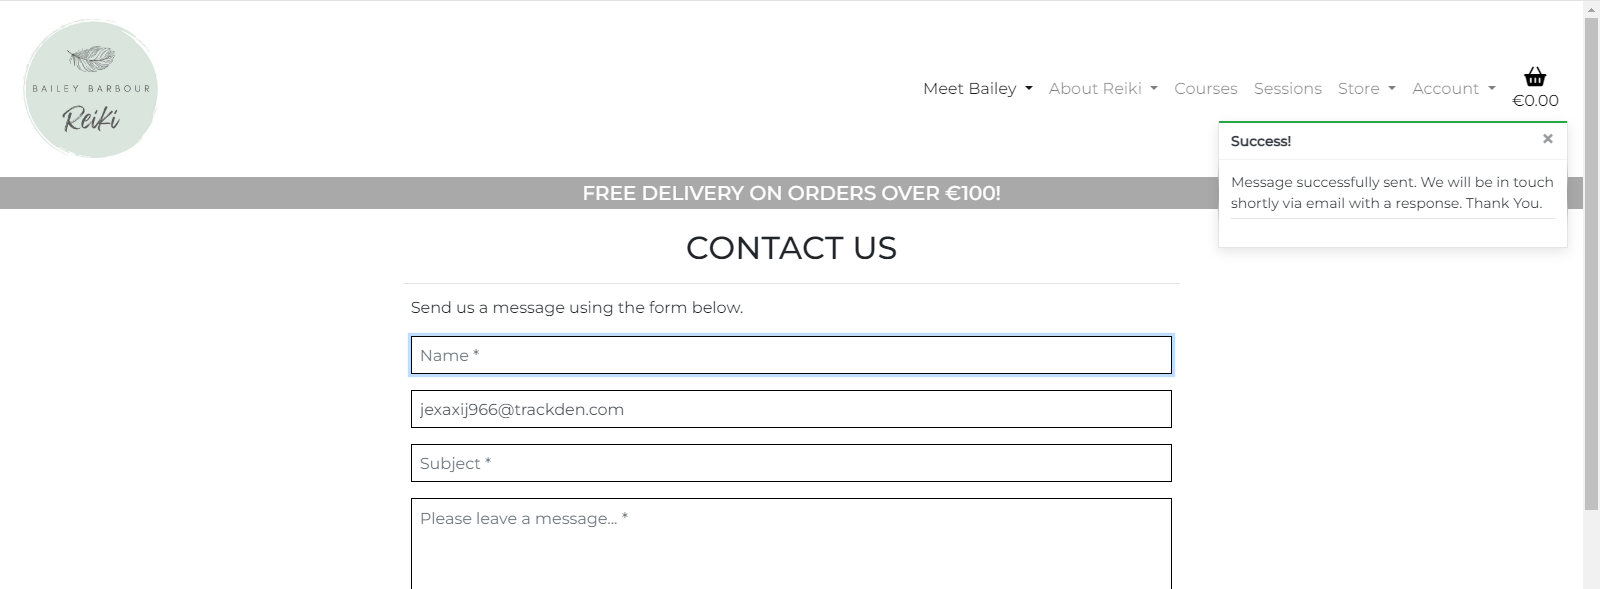 BAILEY BARBOUR
Reiki
Meet Bailey
About Reiki
Courses
Sessions
Store
Account
€0.00
Success!
×
Message successfully sent. We will be in touch
shortly via email with a response. Thank You.
FREE DELIVERY ON ORDERS OVER €100!
CONTACT US
Send us a message using the form below.
Name *
jexaxij966@trackden.com
Subject *
Please leave a message... *